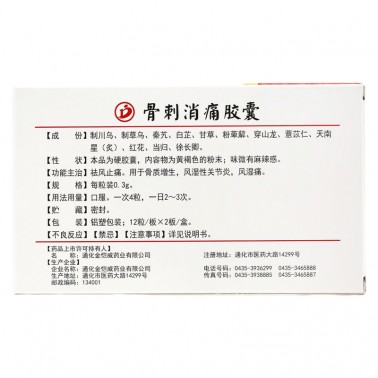 骨刺消痛胶囊
【成 份】制川乌、制草乌、秦艽、白芷、甘草、粉萆薢、穿山龙、薏苡仁、天南
星（炙）、红花、当归、徐长卿。
【性 状】本品为硬胶囊，内容物为黄褐色的粉末；味微有麻辣感。
【功能主治】祛风止痛。用于骨质增生，风湿性关节炎，风湿痛。
【规 格】每粒装0.3g。
【用法用量】口服，一次4粒，一日2~3次。
【贮 藏】密封。
【包 装】铝塑包装；12粒/板×2板/盒。
【不良反应】【禁忌】【注意事项】详见说明书。
【药品上市许可持有人】
名 称：通化金恺威药业有限公司 注册地址：通化市医药大路14299号
【生产企业】
企业名称：通化金恺威药业有限公司 电话号码：0435-3936299 0435-3465888
生产地址：通化市医药大路14299号 传真号码：0435-3938885 0435-3465887
邮政编码：134001